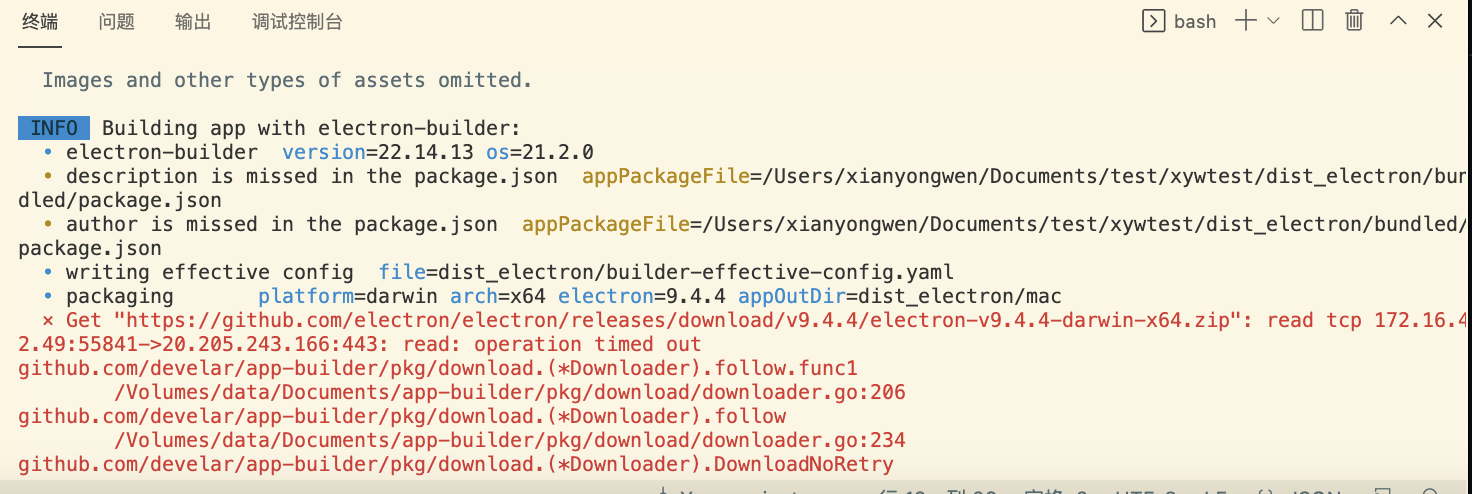 终端 问题 输出 调试控制台 bash
Images and other types of assets omitted.
INFO Building app with electron-builder:
• electron-builder version=22.14.13 os=21.2.0
• description is missed in the package.json appPackageFile=/Users/xianyongwen/Documents/test/xywtest/dist_electron/bun
dled/package.json
• author is missed in the package.json appPackageFile=/Users/xianyongwen/Documents/test/xywtest/dist_electron/bundled/
package.json
• writing effective config file=dist_electron/builder-effective-config.yaml
• packaging platform=darwin arch=x64 electron=9.4.4 appOutDir=dist_electron/mac
⨯ Get "https://github.com/electron/electron/releases/download/v9.4.4/electron-v9.4.4-darwin-x64.zip": read tcp 172.16.4
2.49:55841->20.205.243.166:443: read: operation timed out
github.com/develar/app-builder/pkg/download.(*Downloader).follow.func1
/Volumes/data/Documents/app-builder/pkg/download/downloader.go:206
github.com/develar/app-builder/pkg/download.(*Downloader).follow
/Volumes/data/Documents/app-builder/pkg/download/downloader.go:234
github.com/develar/app-builder/pkg/download.(*Downloader).DownloadNoRetry